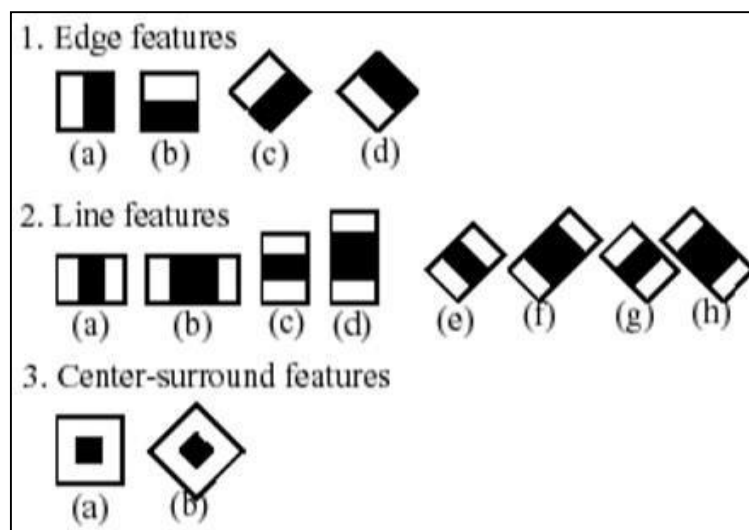 1. Edge features
(a) (b) (c) (d)
2. Line features
(a) (b) (c) (d) (e) (f) (g) (h)
3. Center-surround features
(a) (b)